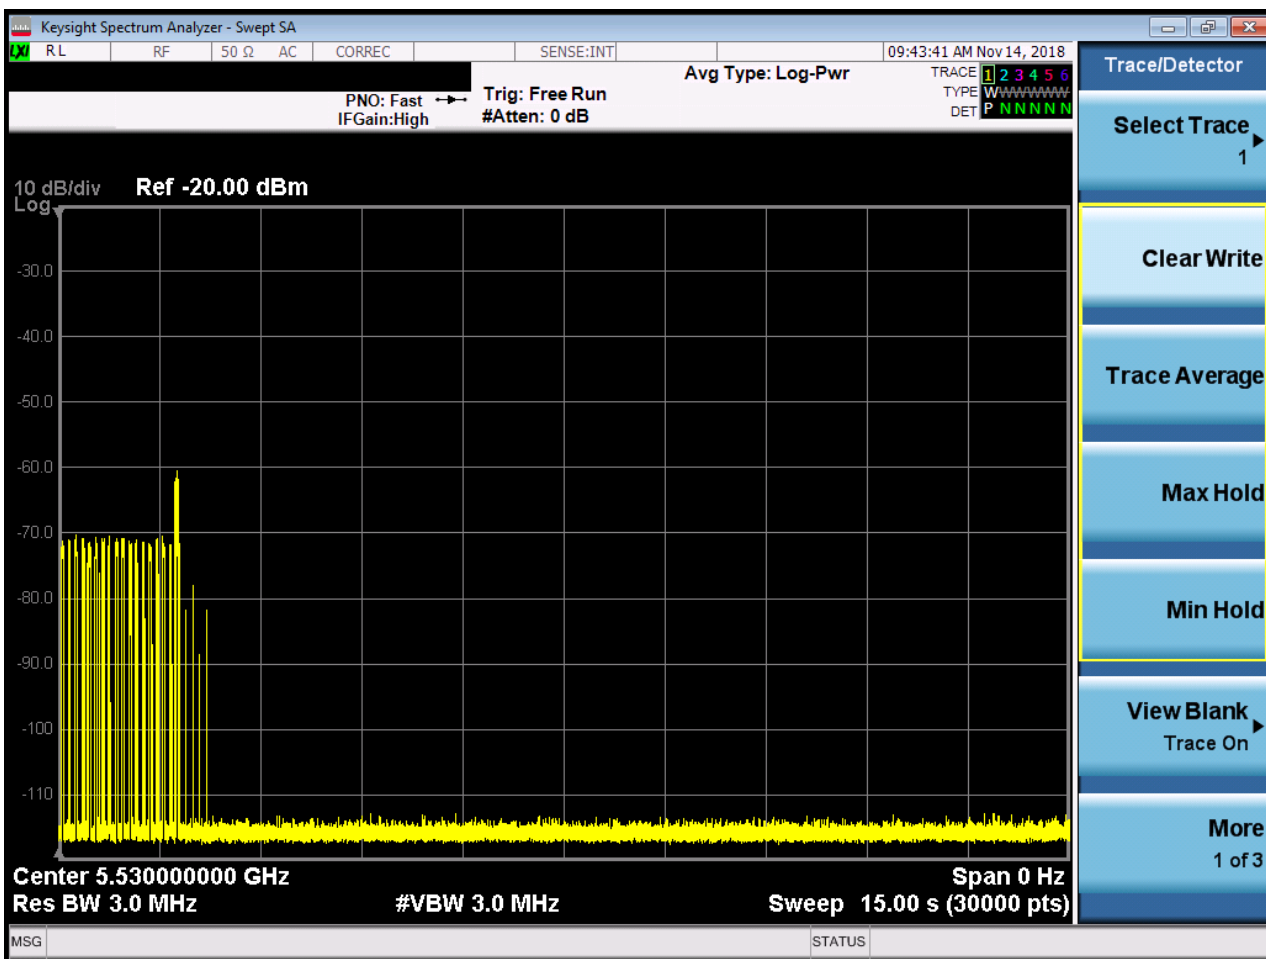 Keysight Spectrum Analyzer - Swept SA
LXI RL RF 50 Ω AC CORREC SENSE:INT 09:43:41 AM Nov 14, 2018
Avg Type: Log-Pwr
TRACE 1 2 3 4 5 6
TYPE WWWWWW
DET P N N N N N
PNO: Fast
IFGain:High
Trig: Free Run
#Atten: 0 dB
10 dB/div Ref -20.00 dBm
Log
-30.0
-40.0
-50.0
-60.0
-70.0
-80.0
-90.0
-100
-110
Center 5.530000000 GHz Span 0 Hz
Res BW 3.0 MHz #VBW 3.0 MHz Sweep 15.00 s (30000 pts)
MSG STATUS
Trace/Detector
Select Trace
1
Clear Write
Trace Average
Max Hold
Min Hold
View Blank
Trace On
More
1 of 3